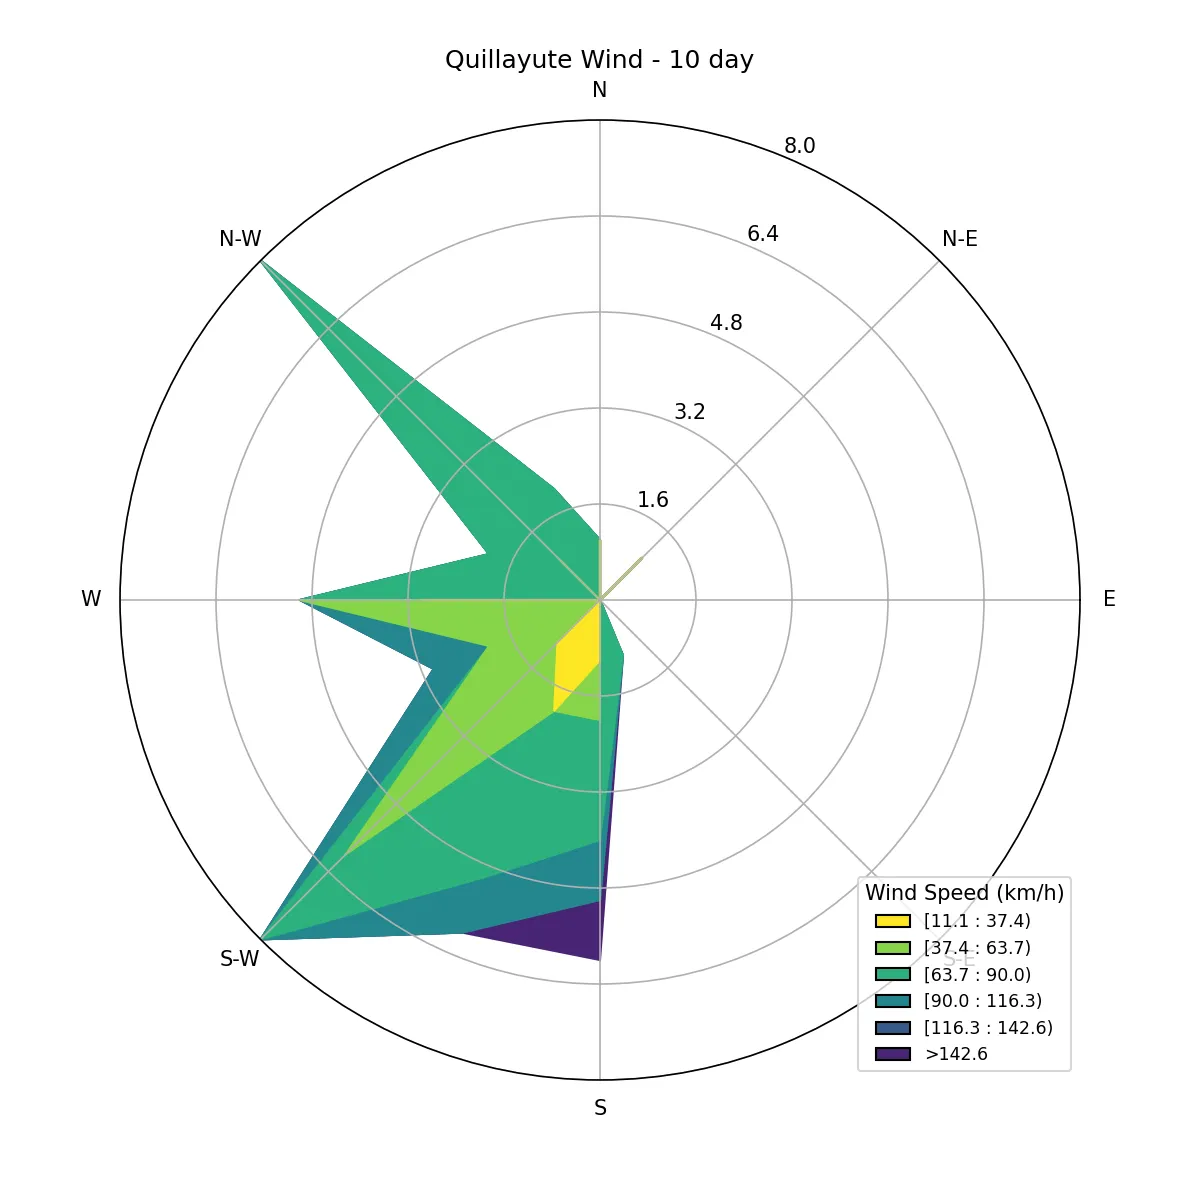 Quillayute Wind - 10 day
N
8.0
N-W
N-E
6.4
4.8
3.2
1.6
W
E
Wind Speed (km/h)
[11.1 : 37.4)
[37.4 : 63.7)
S-W
S-E
[63.7 : 90.0)
[90.0 : 116.3)
[116.3 : 142.6)
>142.6
S